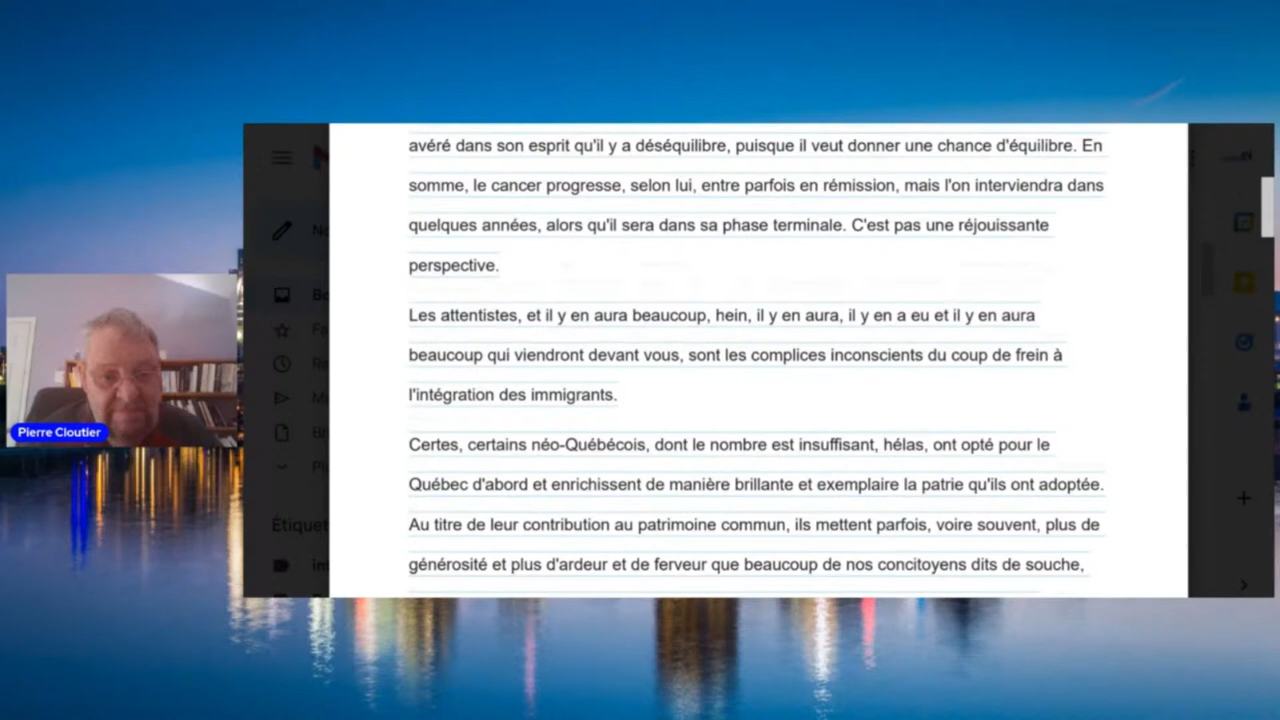 avéré dans son esprit qu'il y a déséquilibre, puisque il veut donner une chance d'équilibre. En
somme, le cancer progresse, selon lui, entre parfois en rémission, mais l'on interviendra dans
quelques années, alors qu'il sera dans sa phase terminale. C'est pas une réjouissante
perspective.
Les attentistes, et il y en aura beaucoup, hein, il y en aura, il y en a eu et il y en aura
beaucoup qui viendront devant vous, sont les complices inconscients du coup de frein à
l'intégration des immigrants.
Certes, certains néo-Québécois, dont le nombre est insuffisant, hélas, ont opté pour le
Québec d'abord et enrichissent de manière brillante et exemplaire la patrie qu'ils ont adoptée.
Au titre de leur contribution au patrimoine commun, ils mettent parfois, voire souvent, plus de
générosité et plus d'ardeur et de ferveur que beaucoup de nos concitoyens dits de souche,
Pierre Cloutier
Étiquet